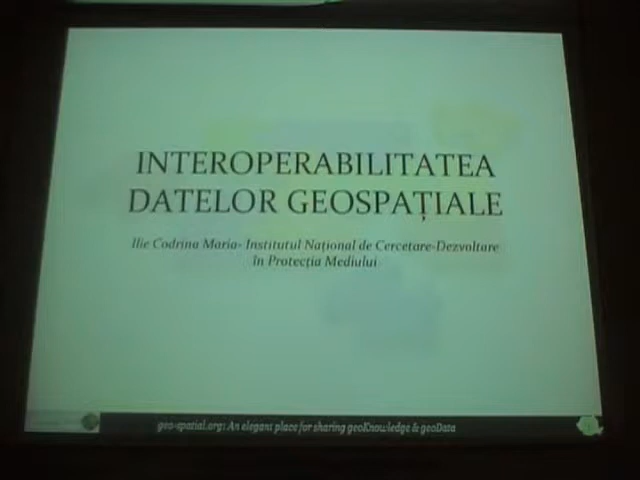 INTEROPERABILITATEA
DATELOR GEOSPAȚIALE
Ilie Codrina Maria- Institutul Național de Cercetare-Dezvoltare
în Protecția Mediului
geo-spatial.org: An elegant place for sharing geoKnowledge & geoData